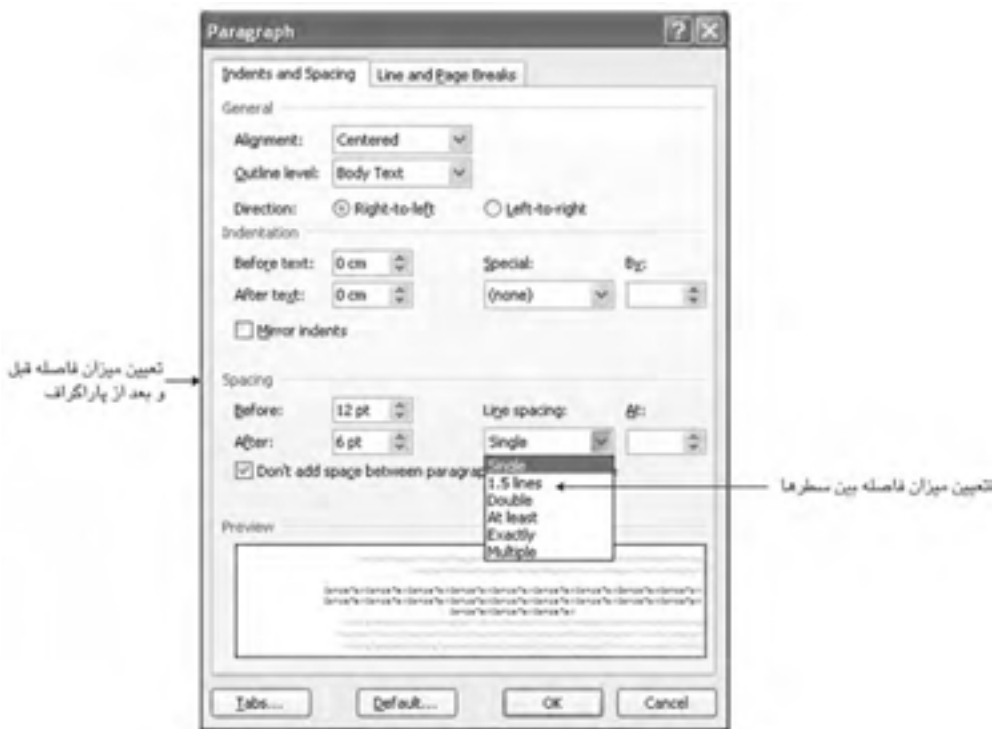 Paragraph
Indents and Spacing
Line and Page Breaks
General
Alignment: Centered
Outline level: Body Text
Direction: Right-to-left Left-to-right
Indentation
Before text: 0 cm Special: By:
After text: 0 cm (none)
Mirror indents
تعیین میزان فاصله قبل
و بعد از پاراگراف
Spacing
Before: 12 pt Line spacing: At:
After: 6 pt Single
Don't add space between paragrap
Single
1.5 lines
Double
At least
Exactly
Multiple
تعیین میزان فاصله بین سطرها
Preview
Tabs... Default... OK Cancel